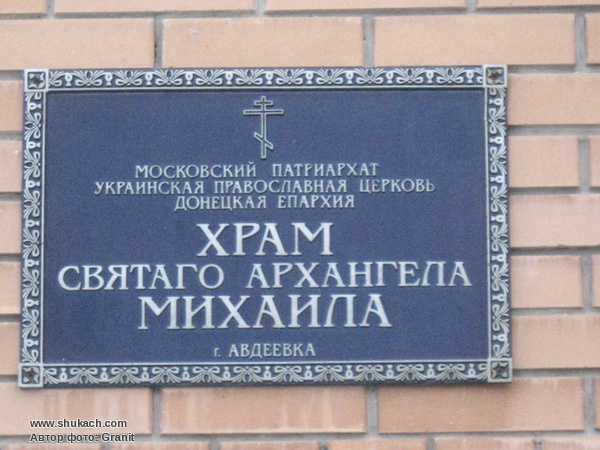 МОСКОВСКИЙ ПАТРИАРХАТ
УКРАИНСКАЯ ПРАВОСЛАВНАЯ ЦЕРКОВЬ
ДОНЕЦКАЯ ЕПАРХИЯ
ХРАМ
СВЯТАГО АРХАНГЕЛА
МИХАИЛА
г. АВДЕЕВКА
www.shukach.com
Автор фото: Granit